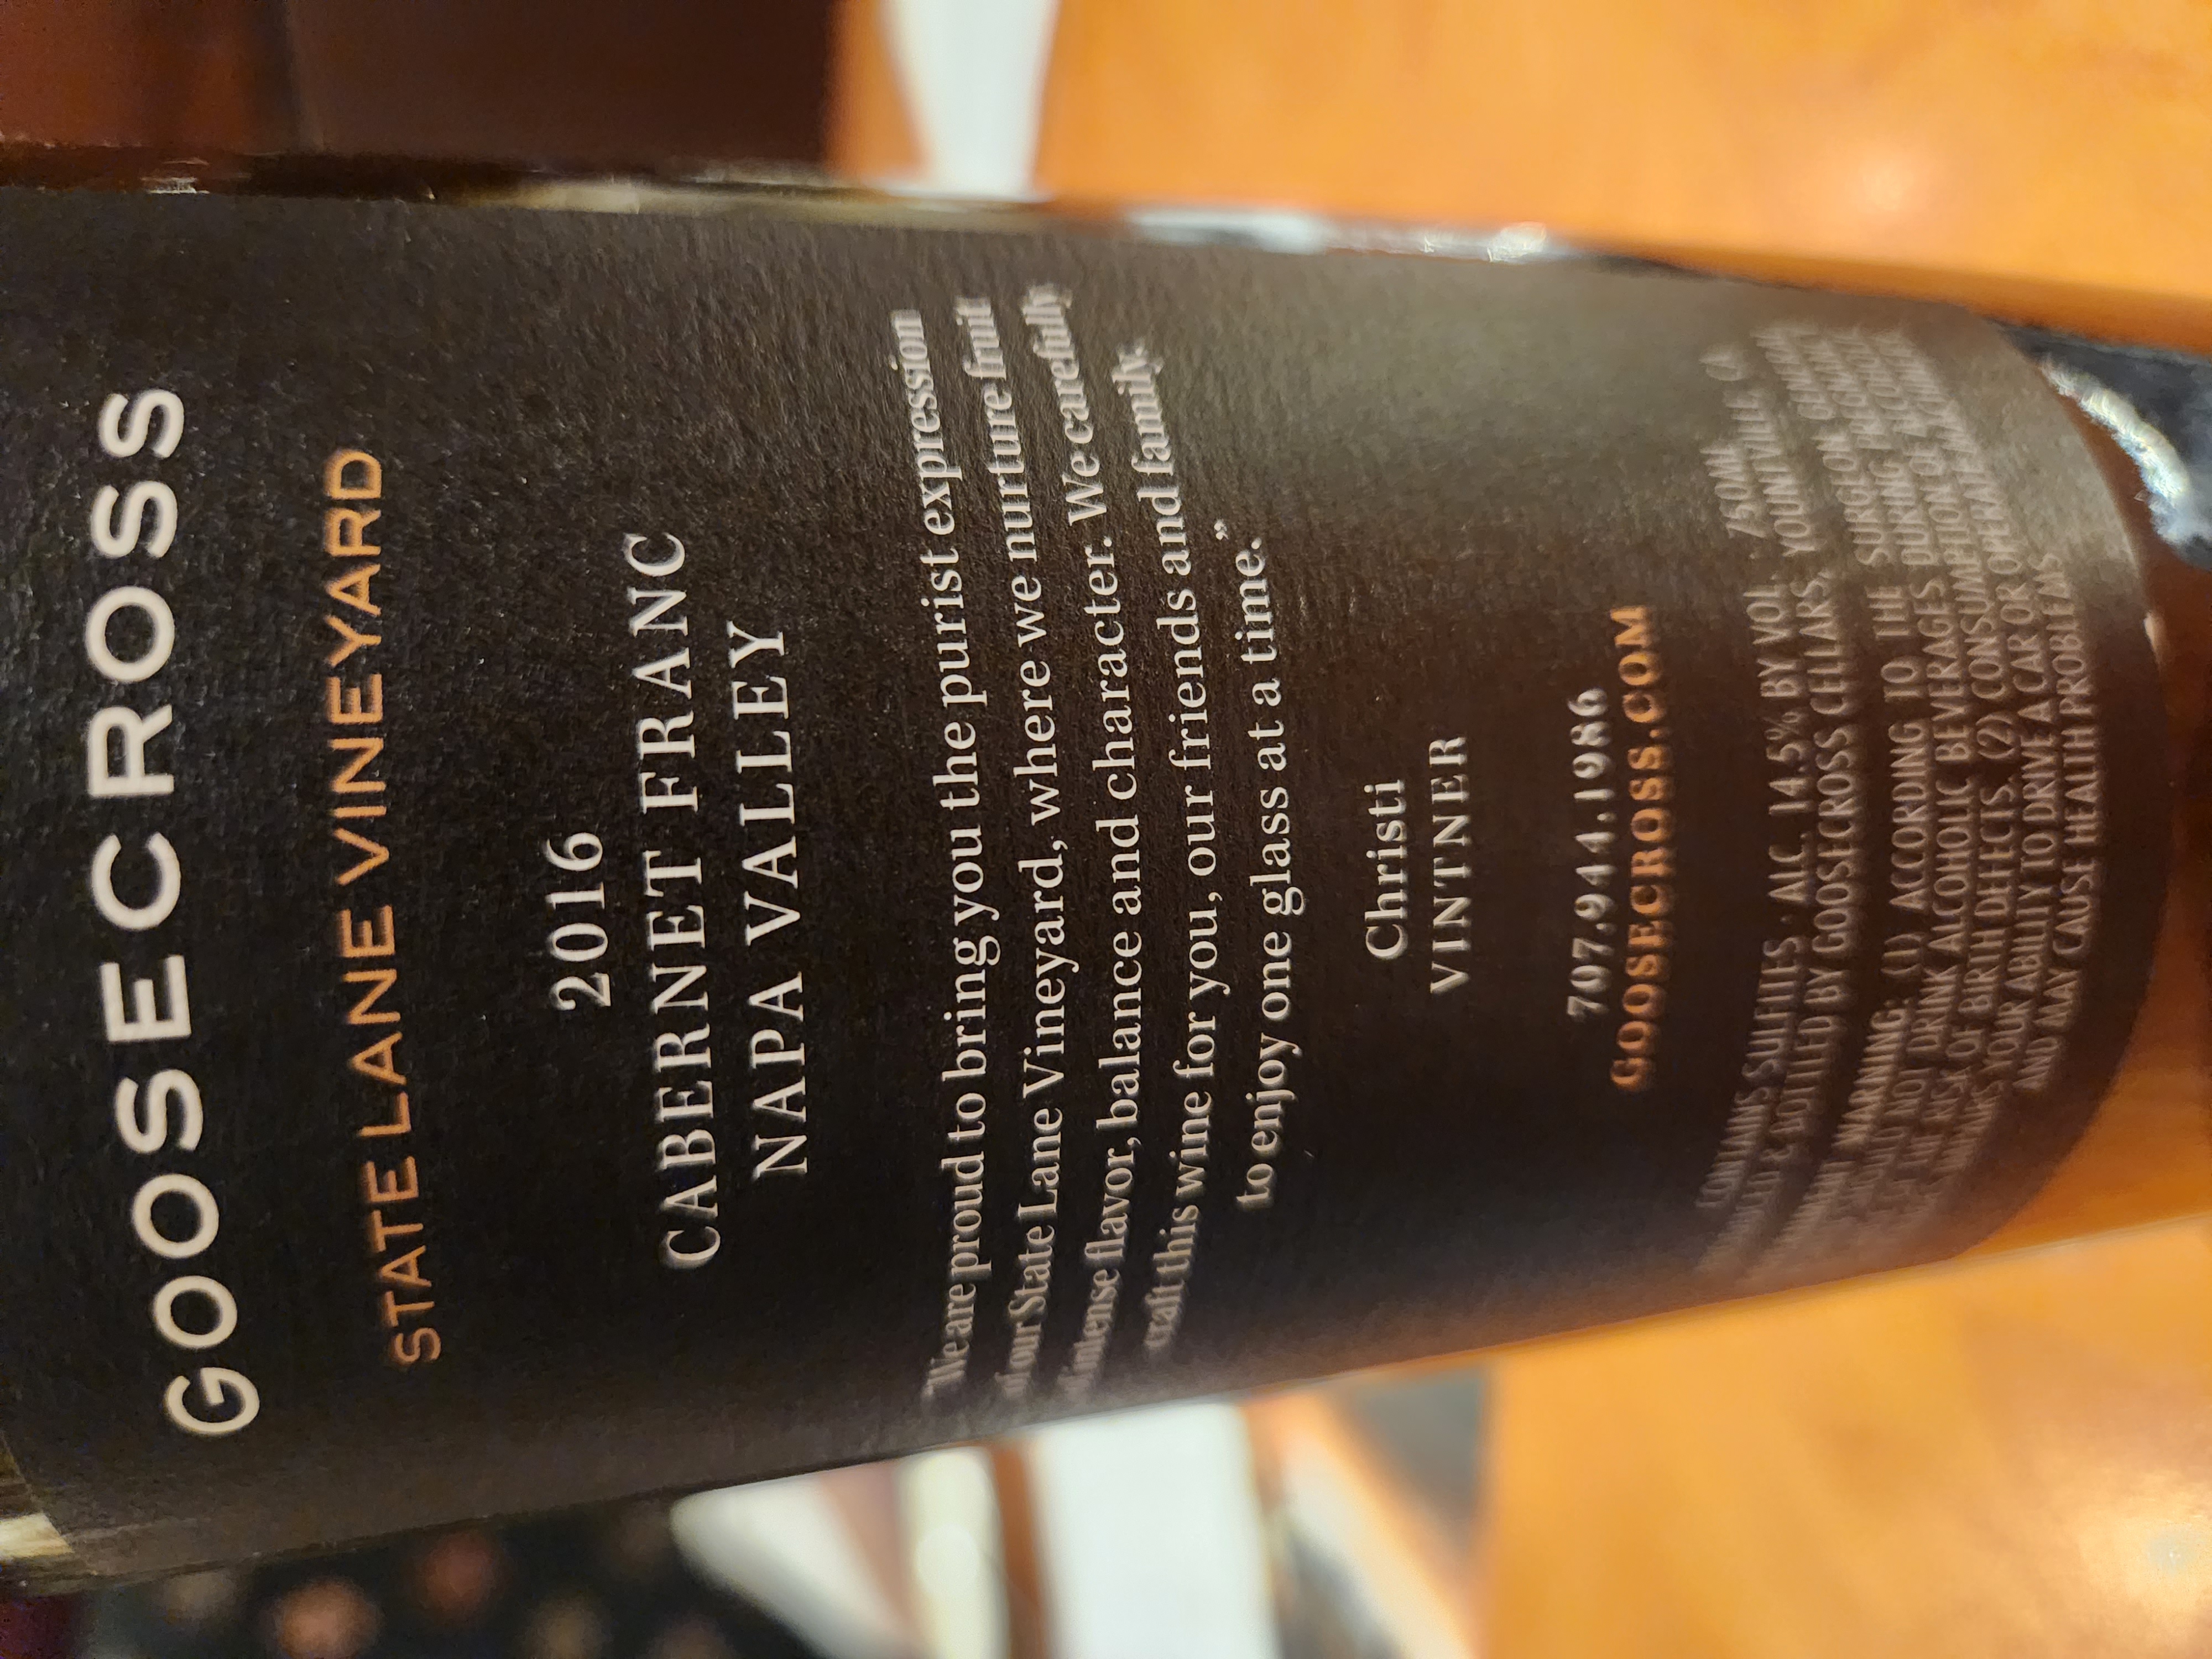 GOOSECROSS
STATE LANE VINEYARD
2016
CABERNET FRANC
NAPA VALLEY
"We are proud to bring you the purist expression
of our State Lane Vineyard, where we nurture fruit
of intense flavor, balance and character. We carefully
craft this wine for you, our friends and family,
to enjoy one glass at a time."
Christi
VINTNER
707.944.1986
GOOSECROSS.COM
CONTAINS SULFITES · ALC. 14.5% BY VOL. · 750ML
& BOTTLED BY GOOSECROSS CELLARS, YOUNTVILLE, CA
WARNING: (1) ACCORDING TO THE SURGEON GENERAL,
SHOULD NOT DRINK ALCOHOLIC BEVERAGES DURING PREGNANCY
OF THE RISK OF BIRTH DEFECTS. (2) CONSUMPTION OF ALCOHOLIC
YOUR ABILITY TO DRIVE A CAR OR OPERATE
AND MAY CAUSE HEALTH PROBLEMS